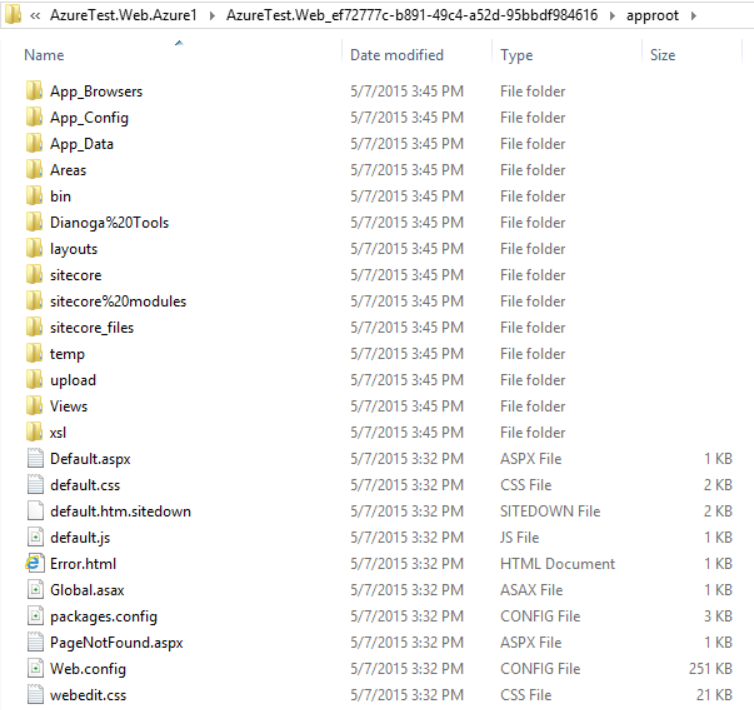 « AzureTest.Web.Azure1 AzureTest.Web_ef72777c-b891-49c4-a52d-95bbdf984616 approot
Name Date modified Type Size
App_Browsers 5/7/2015 3:45 PM File folder
App_Config 5/7/2015 3:45 PM File folder
App_Data 5/7/2015 3:45 PM File folder
Areas 5/7/2015 3:45 PM File folder
bin 5/7/2015 3:45 PM File folder
Dianoga%20Tools 5/7/2015 3:45 PM File folder
layouts 5/7/2015 3:45 PM File folder
sitecore 5/7/2015 3:45 PM File folder
sitecore%20modules 5/7/2015 3:45 PM File folder
sitecore_files 5/7/2015 3:45 PM File folder
temp 5/7/2015 3:45 PM File folder
upload 5/7/2015 3:45 PM File folder
Views 5/7/2015 3:45 PM File folder
xsl 5/7/2015 3:45 PM File folder
Default.aspx 5/7/2015 3:32 PM ASPX File 1 KB
default.css 5/7/2015 3:32 PM CSS File 2 KB
default.htm.sitedown 5/7/2015 3:32 PM SITEDOWN File 2 KB
default.js 5/7/2015 3:32 PM JS File 1 KB
Error.html 5/7/2015 3:32 PM HTML Document 1 KB
Global.asax 5/7/2015 3:32 PM ASAX File 1 KB
packages.config 5/7/2015 3:32 PM CONFIG File 3 KB
PageNotFound.aspx 5/7/2015 3:32 PM ASPX File 1 KB
Web.config 5/7/2015 3:32 PM CONFIG File 251 KB
webedit.css 5/7/2015 3:32 PM CSS File 21 KB